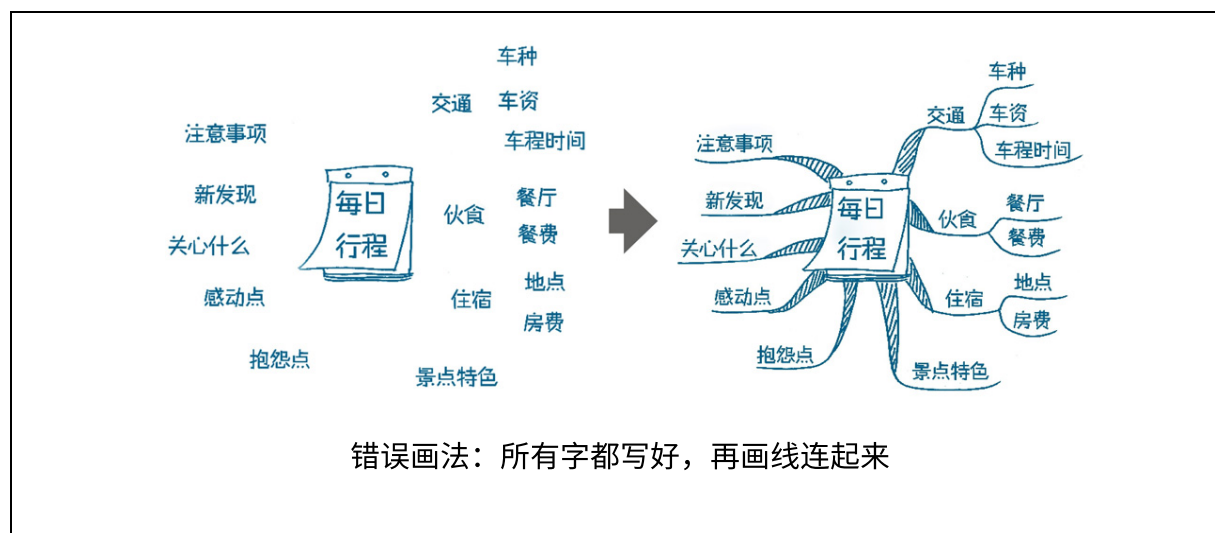 车种
交通
车资
车程时间
注意事项
新发现
关心什么
感动点
抱怨点
每日
行程
伙食
餐厅
餐费
住宿
地点
房费
景点特色
车种
交通
车资
车程时间
注意事项
新发现
关心什么
感动点
抱怨点
每日
行程
伙食
餐厅
餐费
住宿
地点
房费
景点特色
错误画法：所有字都写好，再画线连起来